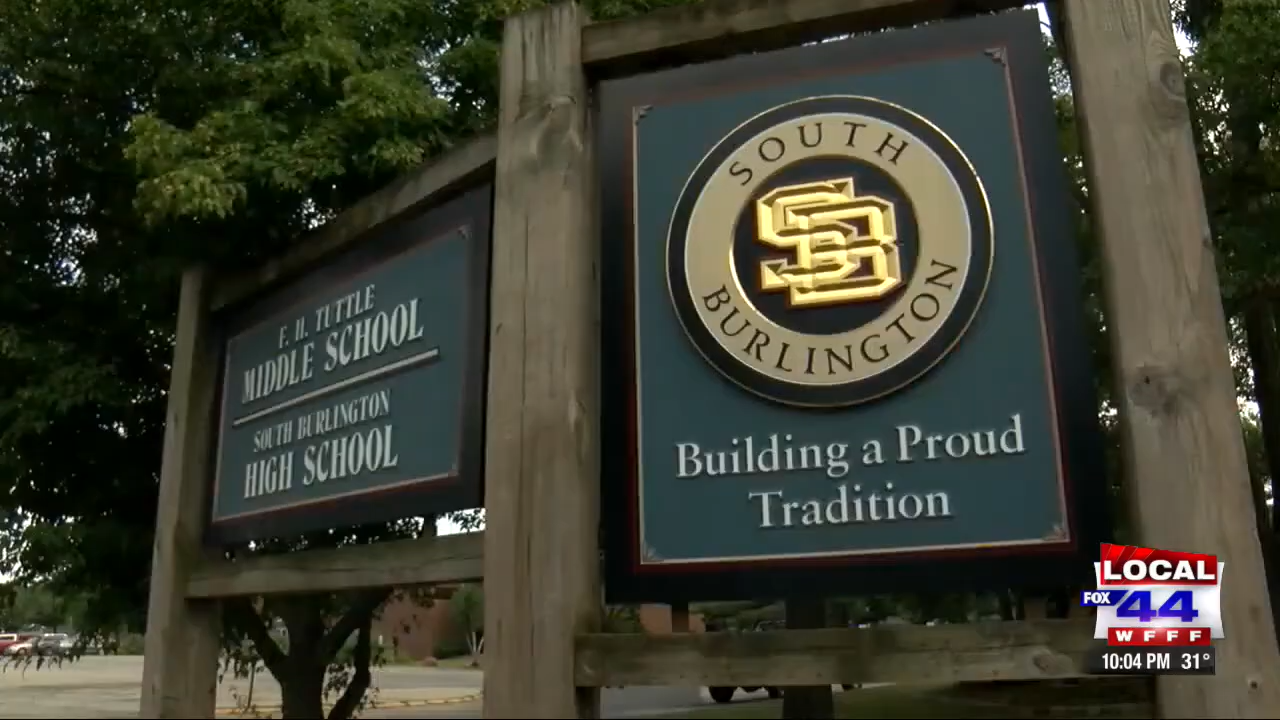 F. H. TUTTLE
MIDDLE SCHOOL
SOUTH BURLINGTON
HIGH SCHOOL
SOUTH
SB
BURLINGTON
Building a Proud
Tradition
LOCAL
FOX 44
WFFF
10:04 PM 31°